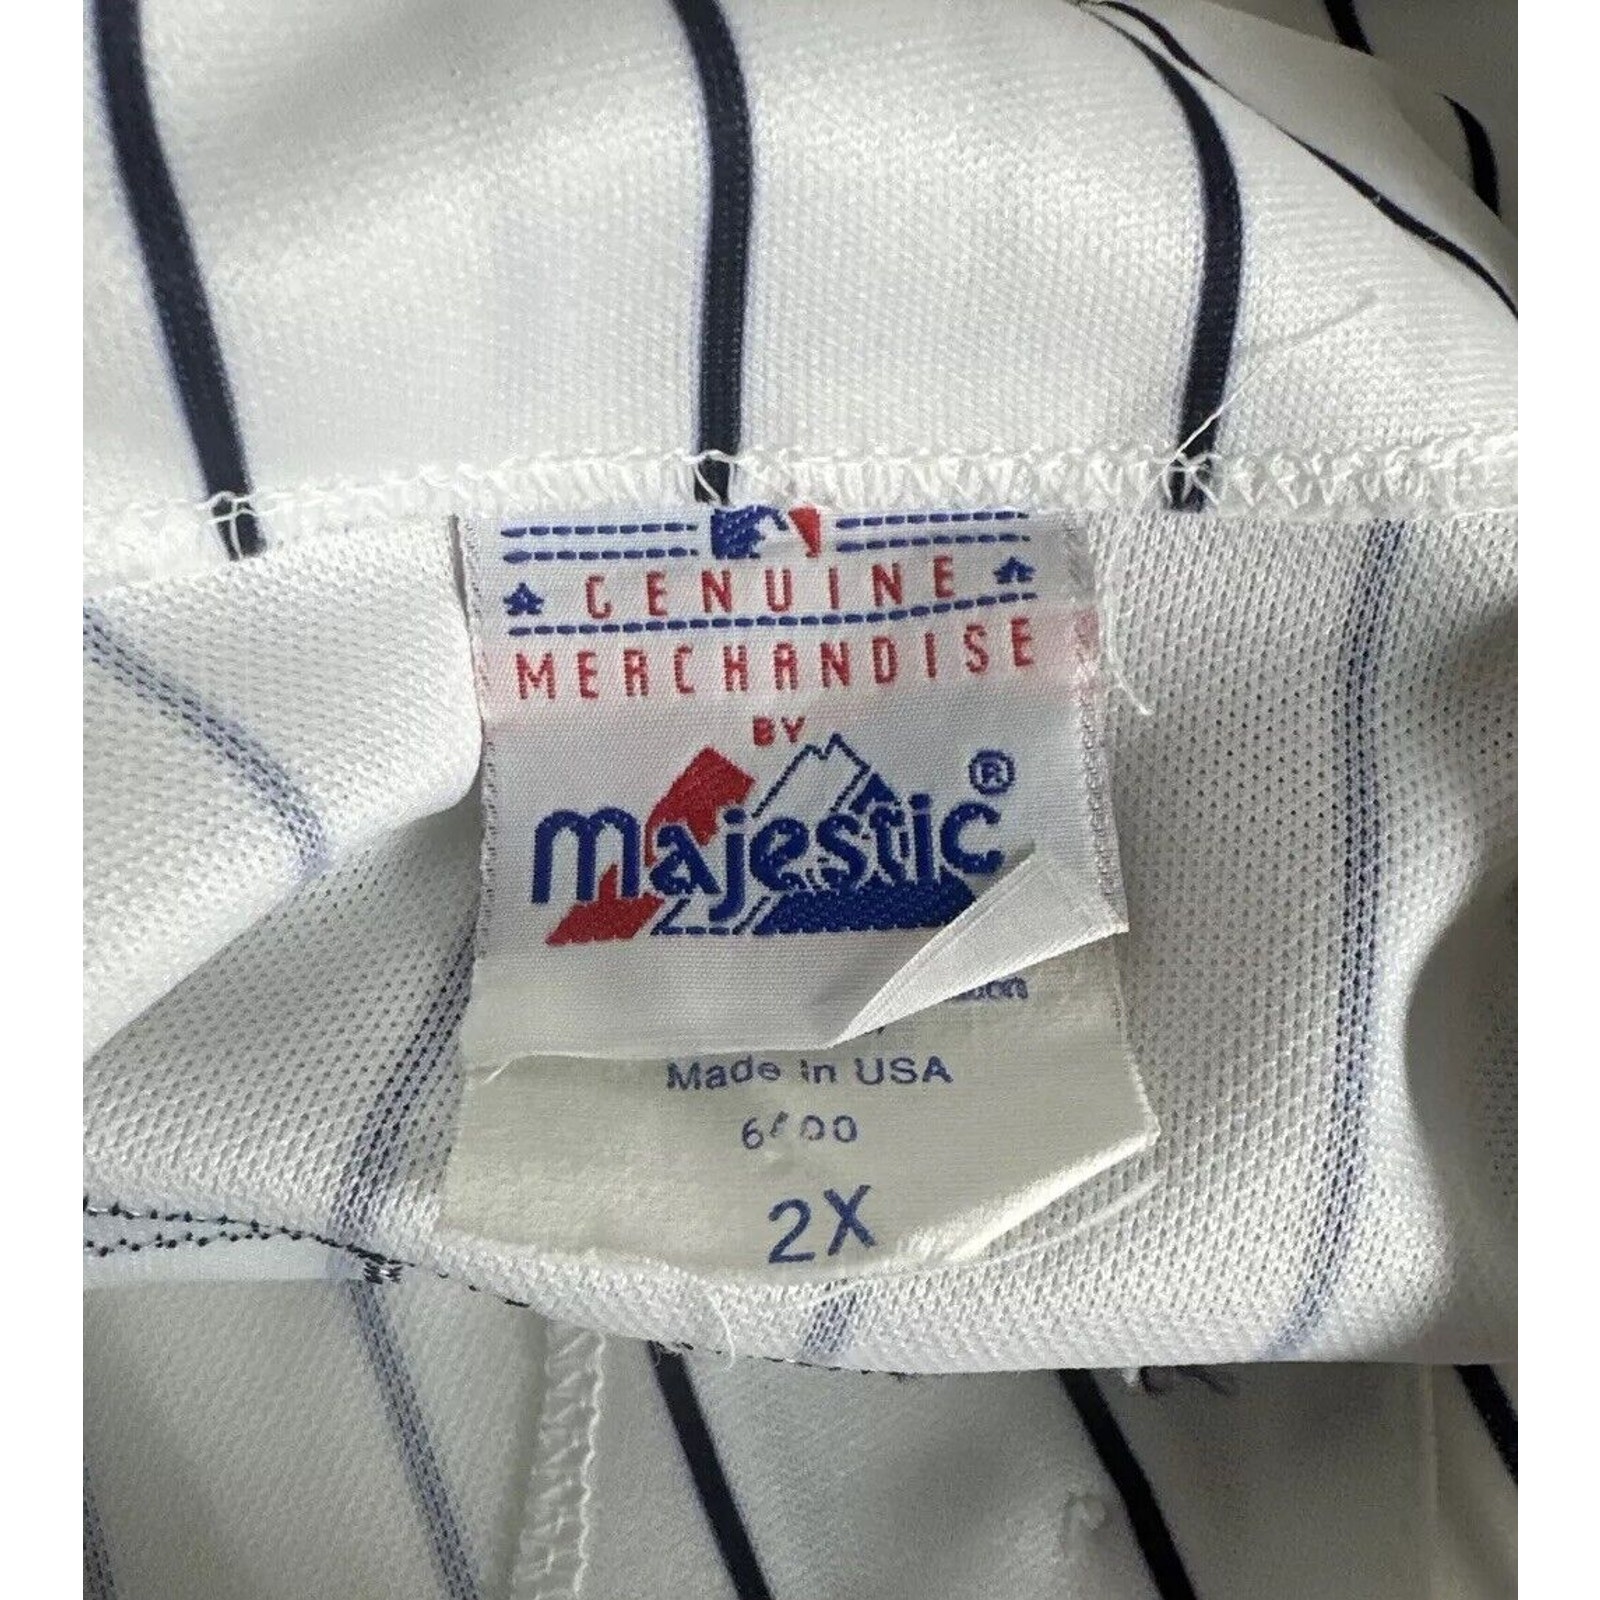 GENUINE
MERCHANDISE
BY
majestic®
Made in USA
2X